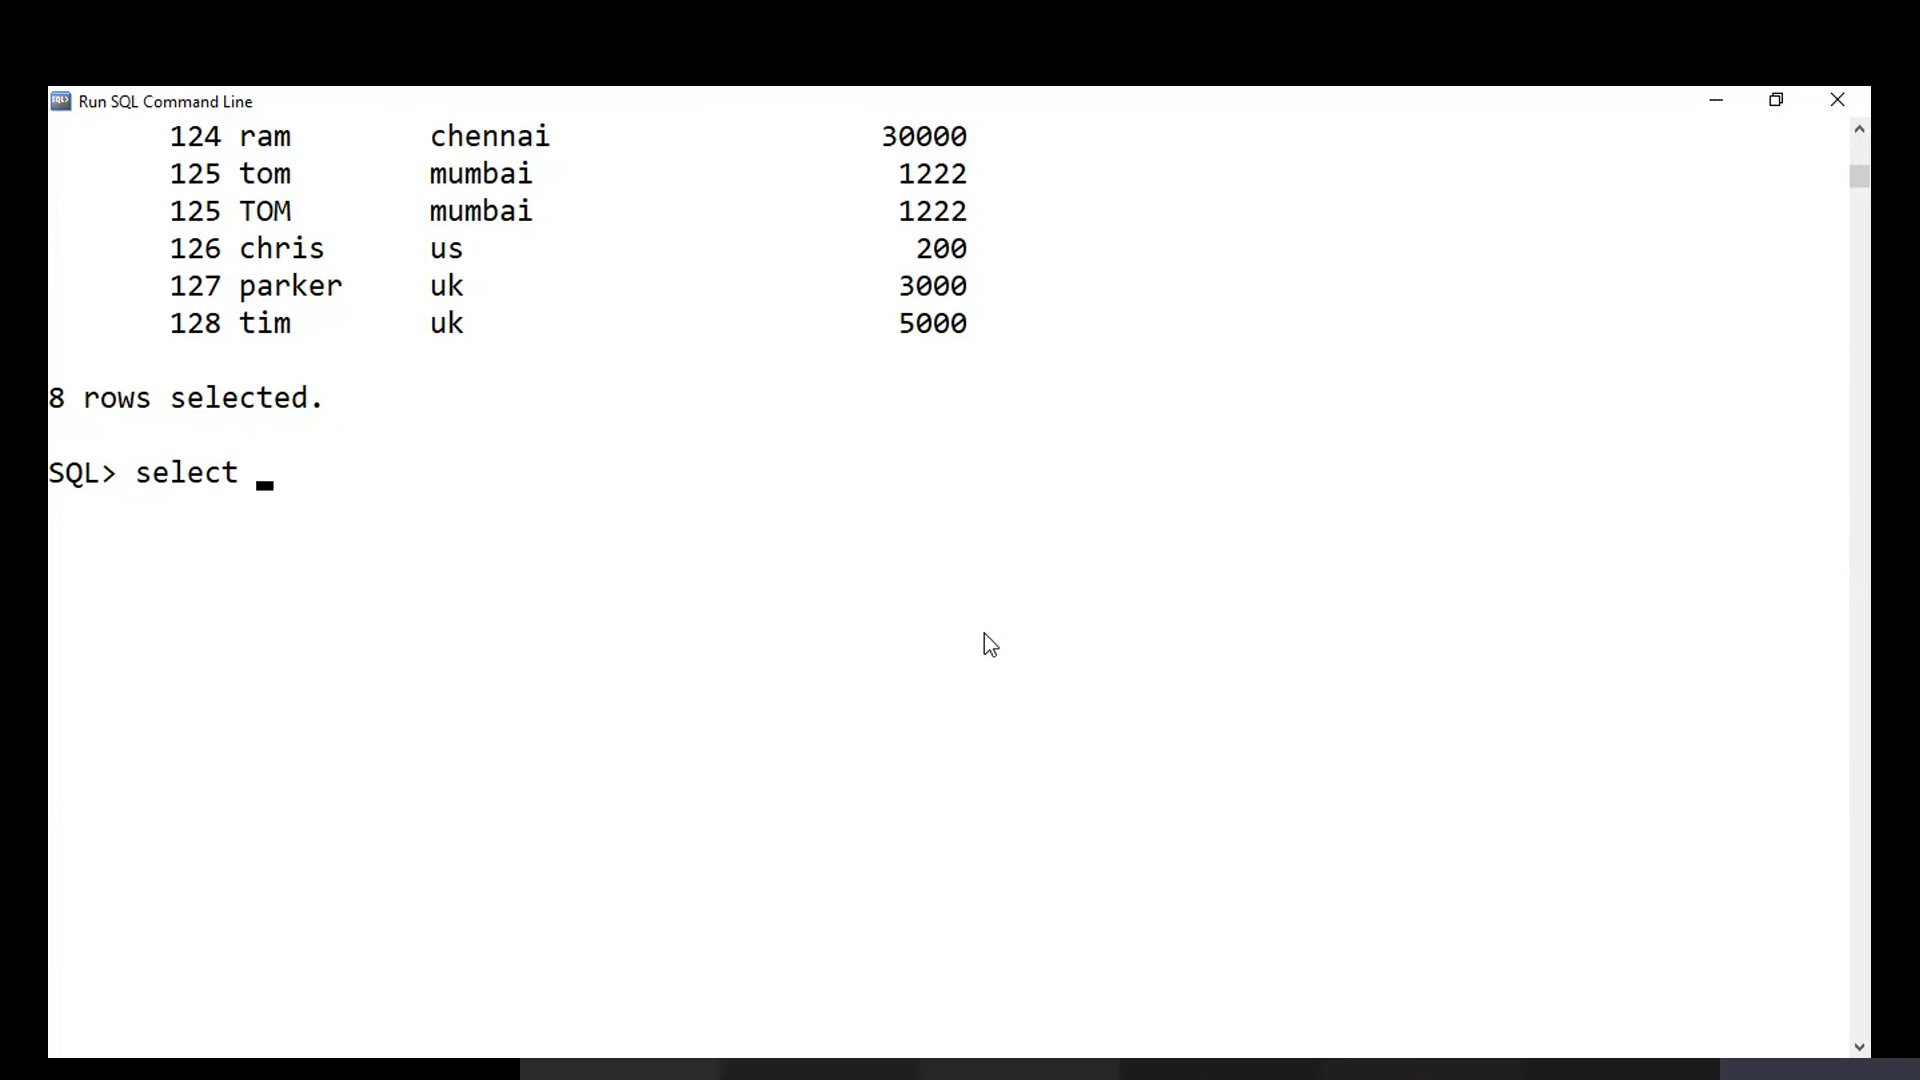 Run SQL Command Line
124 ram chennai 30000
125 tom mumbai 1222
125 TOM mumbai 1222
126 chris us 200
127 parker uk 3000
128 tim uk 5000
8 rows selected.
SQL> select